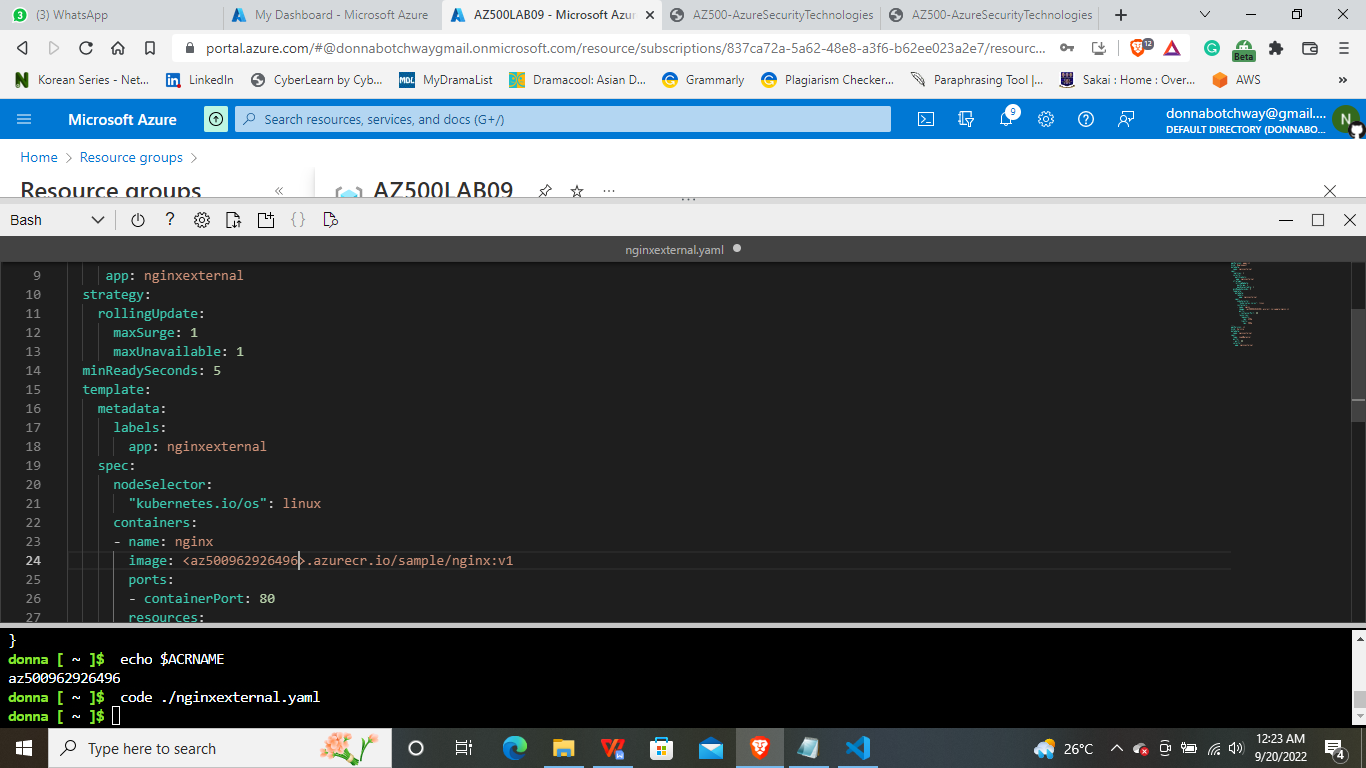 (3) WhatsApp
My Dashboard - Microsoft Azure
AZ500LAB09 - Microsoft Azur
AZ500-AzureSecurityTechnologies
AZ500-AzureSecurityTechnologies
portal.azure.com/#@donnabotchwaygmail.onmicrosoft.com/resource/subscriptions/837ca72a-5a62-48e8-a3f6-b62ee023a2e7/resourc...
12
Beta
Korean Series - Net...
LinkedIn
CyberLearn by Cyb...
MDL MyDramaList
Dramacool: Asian D...
Grammarly
Plagiarism Checker...
Paraphrasing Tool |...
Sakai : Home : Over...
AWS
»
Microsoft Azure
Search resources, services, and docs (G+/)
9
donnabotchway@gmail....
DEFAULT DIRECTORY (DONNABO...
N
Home > Resource groups >
Resource groups
«
AZ500LAB09
...
Bash
nginxexternal.yaml
9 app: nginxexternal
10 strategy:
11 rollingUpdate:
12 maxSurge: 1
13 maxUnavailable: 1
14 minReadySeconds: 5
15 template:
16 metadata:
17 labels:
18 app: nginxexternal
19 spec:
20 nodeSelector:
21 "kubernetes.io/os": linux
22 containers:
23 - name: nginx
24 image: <az500962926496>.azurecr.io/sample/nginx:v1
25 ports:
26 - containerPort: 80
27 resources:
}
donna [ ~ ]$ echo $ACRNAME
az500962926496
donna [ ~ ]$ code ./nginxexternal.yaml
donna [ ~ ]$
Type here to search
26°C
12:23 AM
9/20/2022
4